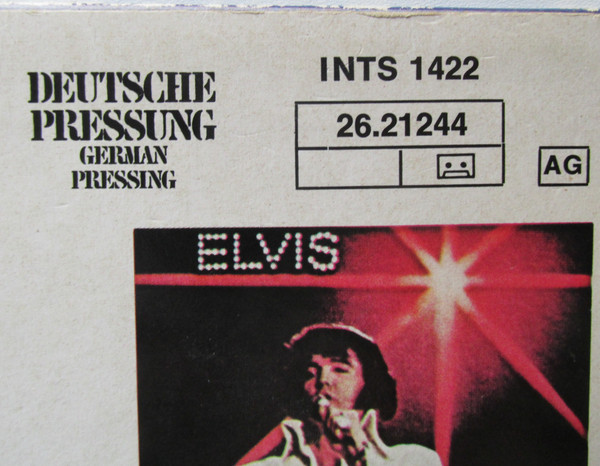 DEUTSCHE
PRESSUNG
GERMAN
PRESSING
INTS 1422
26.21244
AG
ELVIS